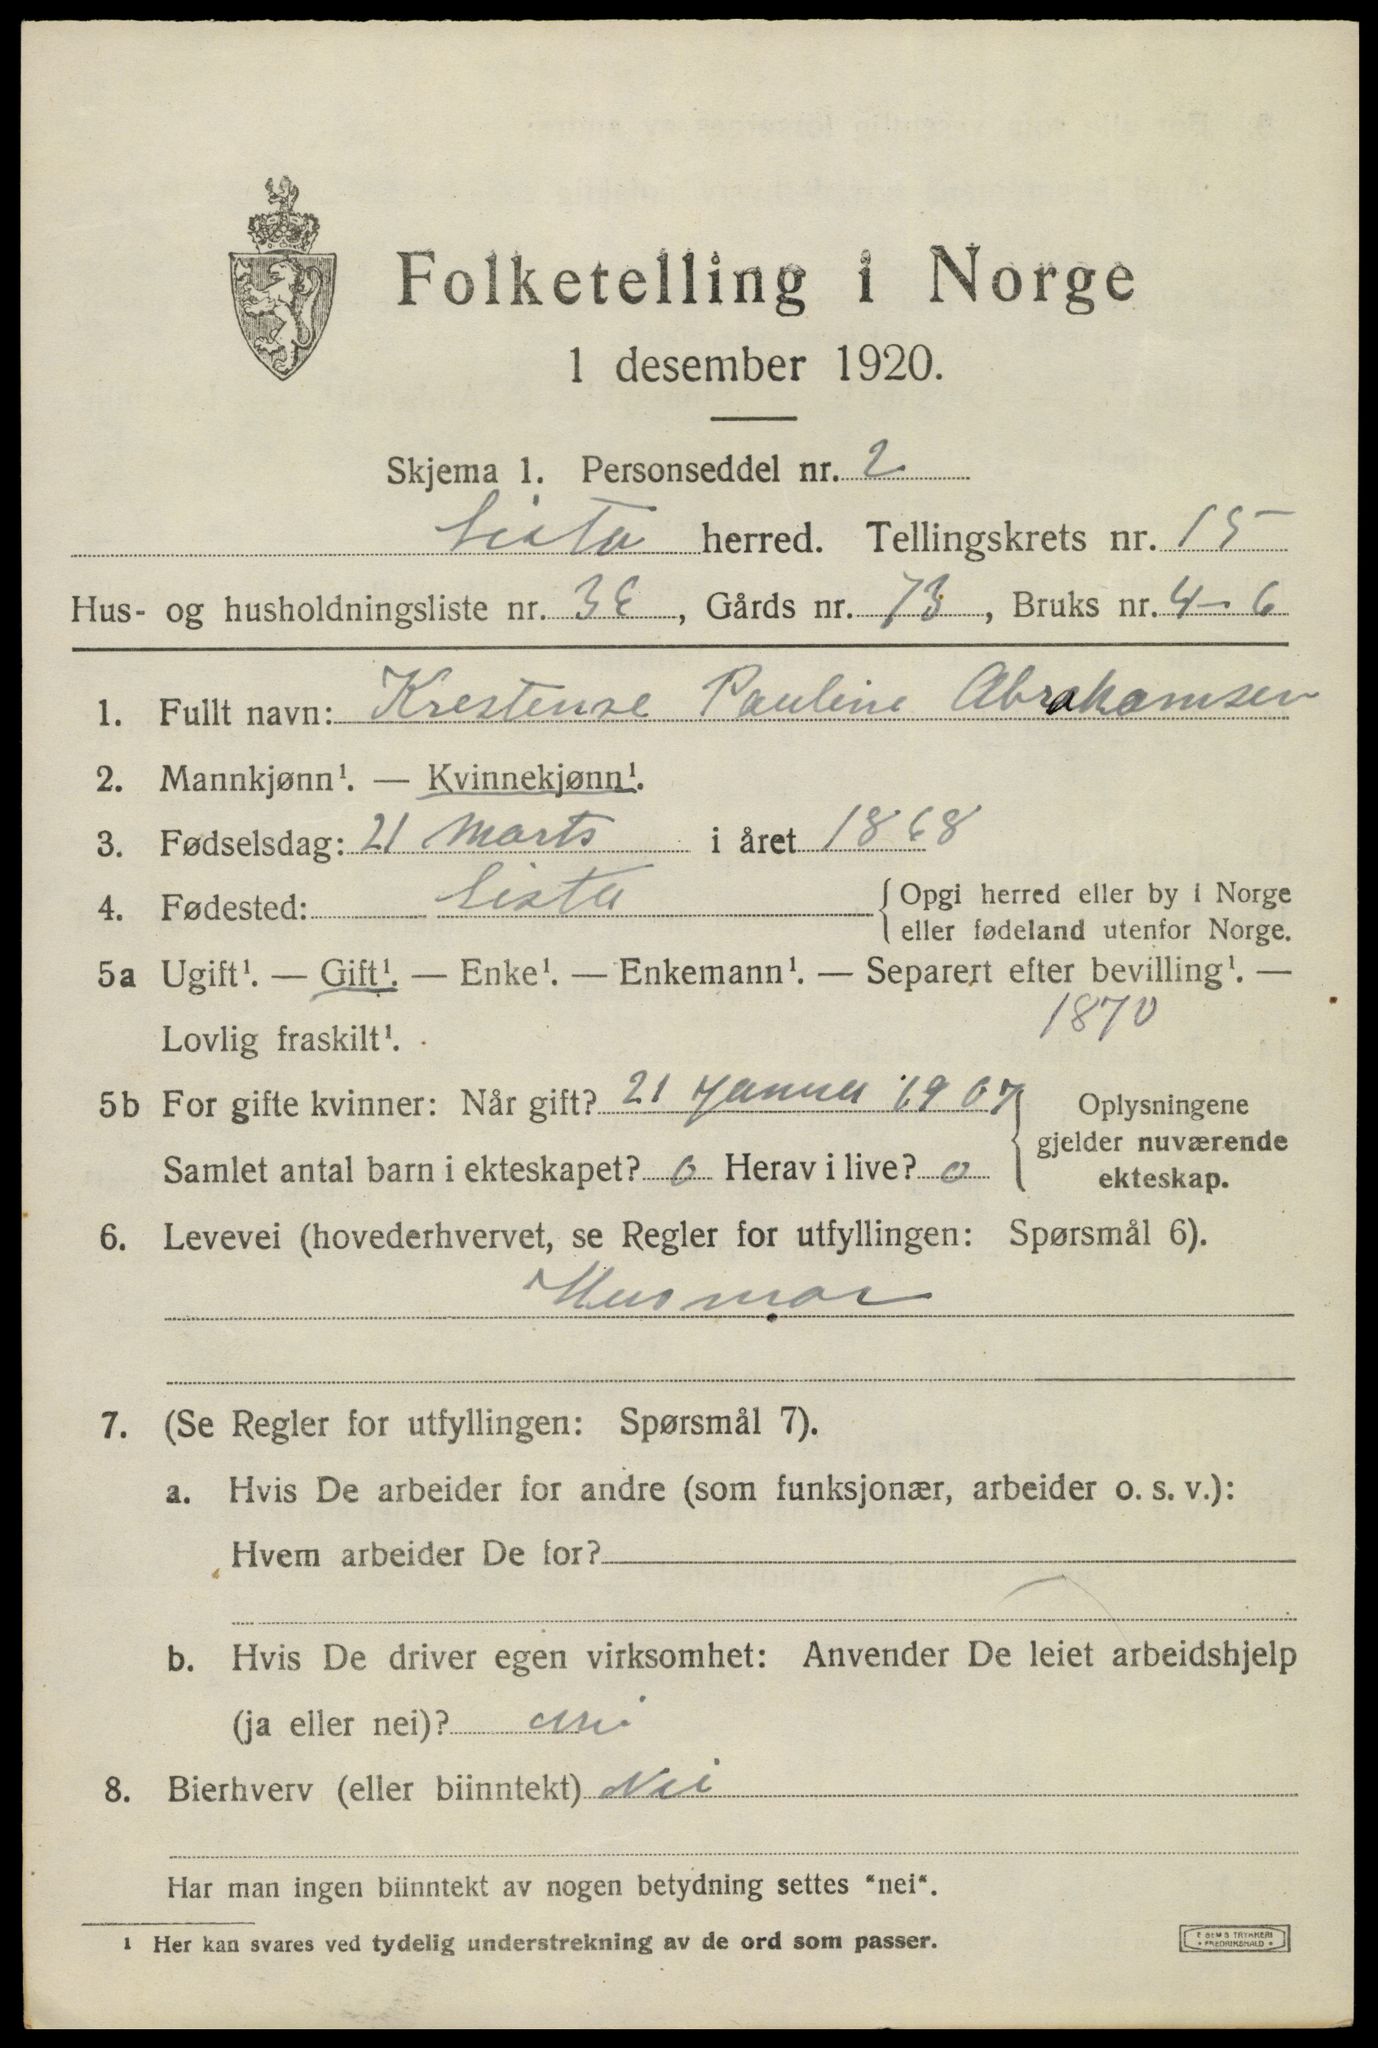 Folketelling i Norge
1 desember 1920.
Skjema 1. Personseddel nr. 2
Lista herred. Tellingskrets nr. 15
Hus- og husholdningsliste nr. 38, Gårds nr. 73, Bruks nr. 4-6
1. Fullt navn: Krestense Pauline Abrahamsen
2. Mannkjønn¹. — Kvinnekjønn¹.
3. Fødselsdag: 21 Marts i året 1868
4. Fødested: Lista { Opgi herred eller by i Norge
eller fødeland utenfor Norge.
5a Ugift¹. — Gift¹. — Enke¹. — Enkemann¹. — Separert efter bevilling¹. —
1870
Lovlig fraskilt¹.
5b For gifte kvinner: Når gift? 21 Januar 1907 } Oplysningene
gjelder nuværende
Samlet antal barn i ekteskapet? 0 Herav i live? 0
ekteskap.
6. Levevei (hovederhvervet, se Regler for utfyllingen: Spørsmål 6).
Husmor
7. (Se Regler for utfyllingen: Spørsmål 7).
a. Hvis De arbeider for andre (som funksjonær, arbeider o. s. v.):
Hvem arbeider De for?
b. Hvis De driver egen virksomhet: Anvender De leiet arbeidshjelp
(ja eller nei)? nei
8. Bierhverv (eller biinntekt) Nei
Har man ingen biinntekt av nogen betydning settes "nei".
1 Her kan svares ved tydelig understrekning av de ord som passer.
E SEMS TRYKKERI
• FREDRIKSHALD •